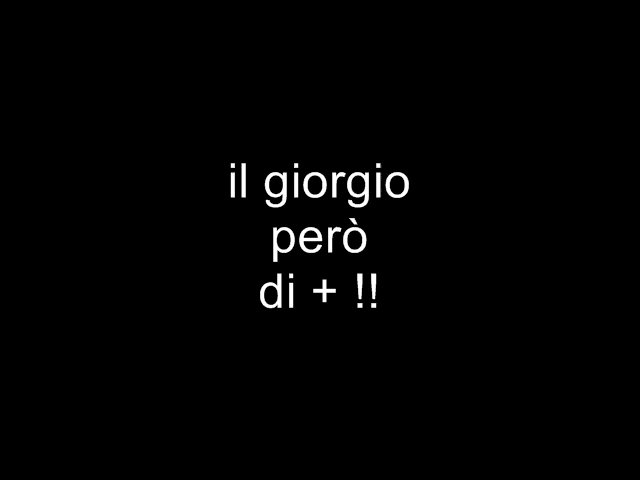 il giorgio
però
di + !!